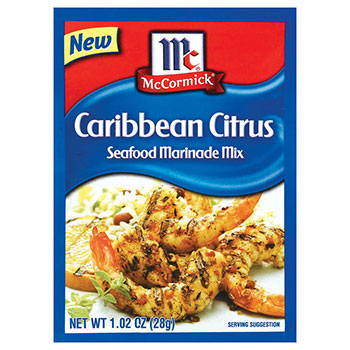 New
Mc
McCormick®
Caribbean Citrus
Seafood Marinade Mix
NET WT 1.02 OZ (28g)
SERVING SUGGESTION